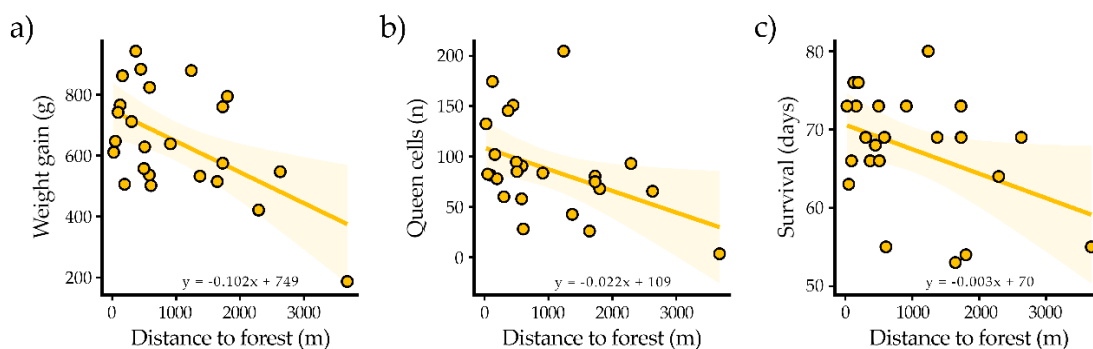 a)
Weight gain (g)
800
600
400
200
y = -0.102x + 749
0 1000 2000 3000
Distance to forest (m)
b)
Queen cells (n)
200
150
100
50
0
y = -0.022x + 109
0 1000 2000 3000
Distance to forest (m)
c)
Survival (days)
80
70
60
50
y = -0.003x + 70
0 1000 2000 3000
Distance to forest (m)